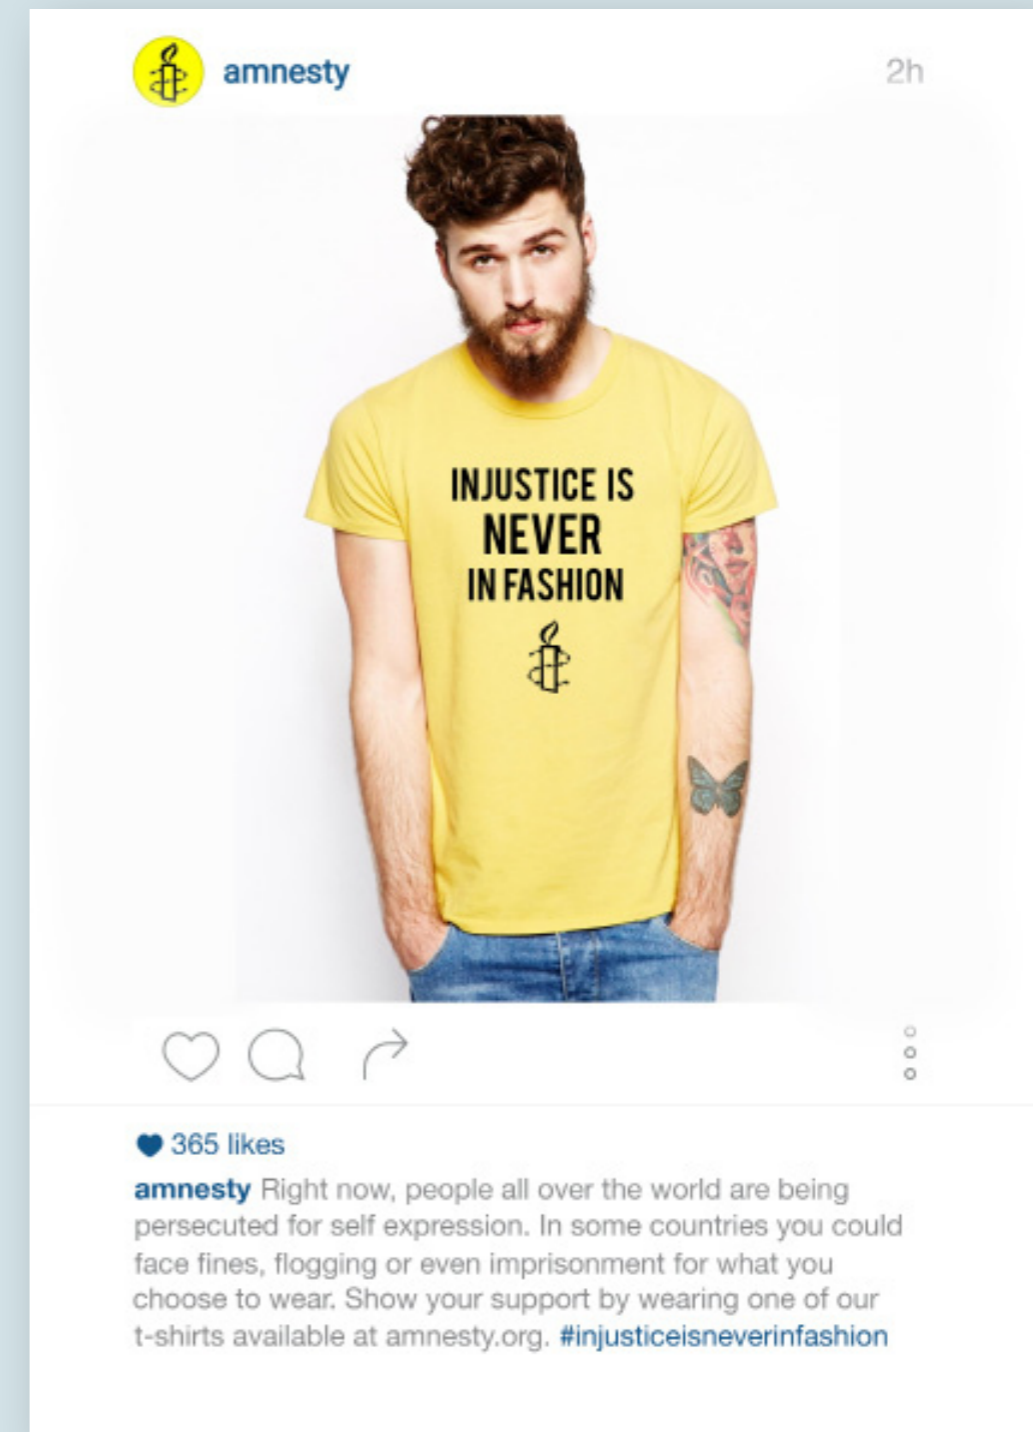 amnesty
2h
INJUSTICE IS
NEVER
IN FASHION
365 likes
amnesty Right now, people all over the world are being
persecuted for self expression. In some countries you could
face fines, flogging or even imprisonment for what you
choose to wear. Show your support by wearing one of our
t-shirts available at amnesty.org. #injusticeisneverinfashion